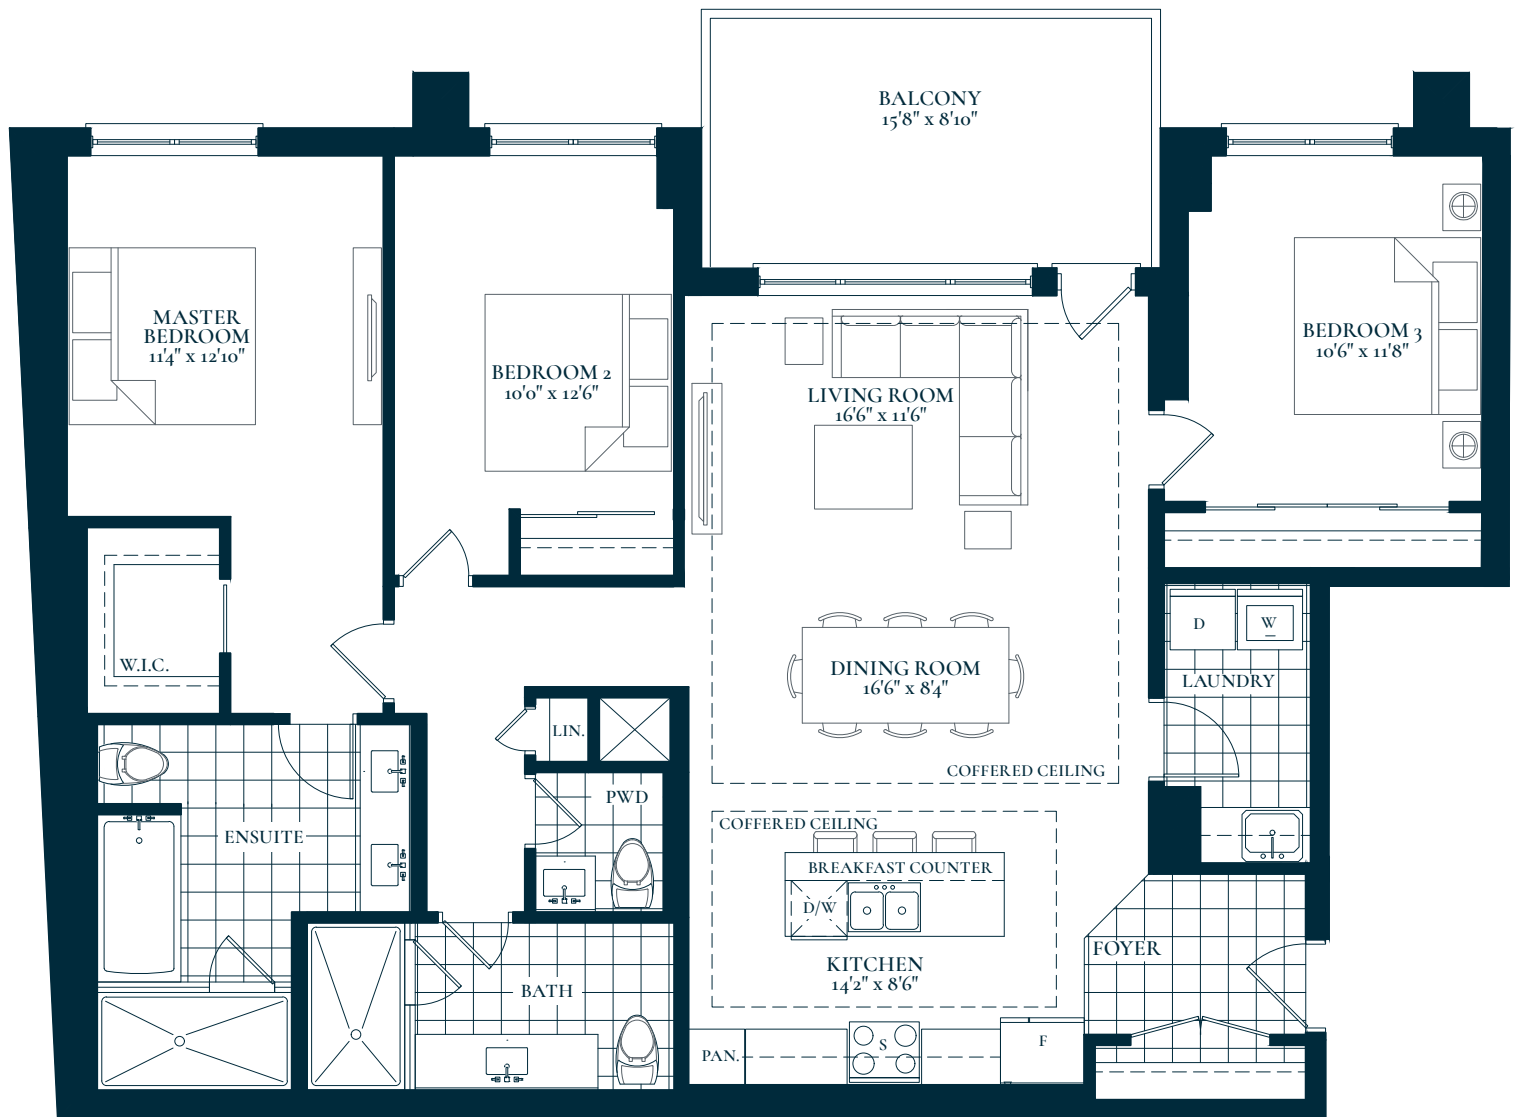 BALCONY
15'8" x 8'10"
MASTER
BEDROOM
11'4" x 12'10"
BEDROOM 2
10'0" x 12'6"
LIVING ROOM
16'6" x 11'6"
BEDROOM 3
10'6" x 11'8"
W.I.C.
DINING ROOM
16'6" x 8'4"
D
W
LAUNDRY
LIN.
COFFERED CEILING
PWD
ENSUITE
COFFERED CEILING
BREAKFAST COUNTER
D/W
KITCHEN
14'2" x 8'6"
FOYER
BATH
PAN.
S
F